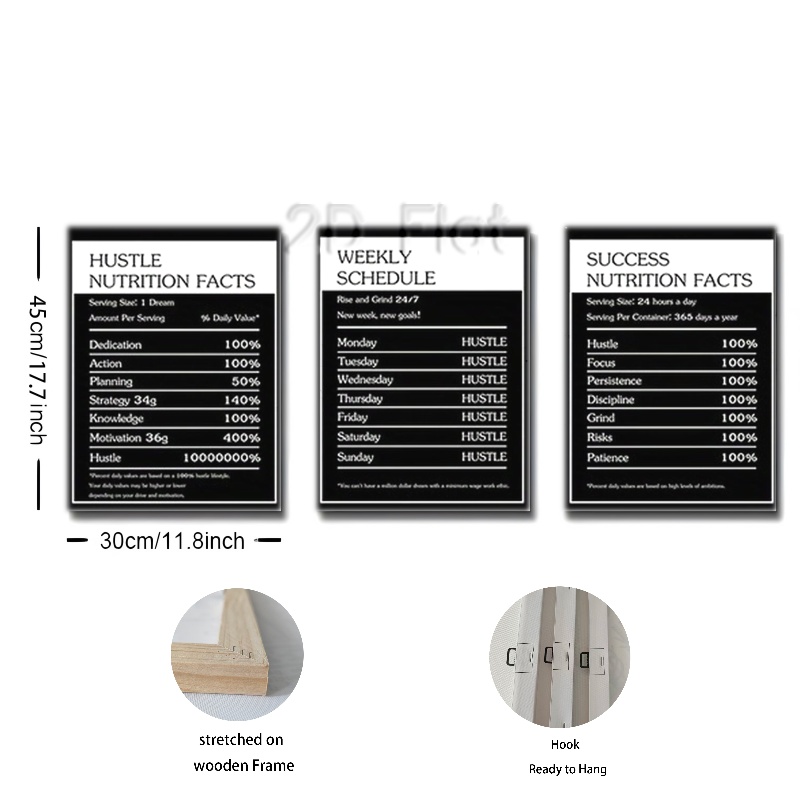 2D Flat
HUSTLE
NUTRITION FACTS
Serving Size: 1 Dream
Amount Per Serving % Daily Value*
Dedication 100%
Action 100%
Planning 50%
Strategy 34g 140%
Knowledge 100%
Motivation 36g 400%
Hustle 10000000%
*Percent daily values are based on a 100% hustle lifestyle.
Your daily values may be higher or lower
depending on your drive and motivation.
WEEKLY
SCHEDULE
Rise and Grind 24/7
New week, new goals!
Monday HUSTLE
Tuesday HUSTLE
Wednesday HUSTLE
Thursday HUSTLE
Friday HUSTLE
Saturday HUSTLE
Sunday HUSTLE
*You can't have a million dollar dream with a minimum wage work ethic.
SUCCESS
NUTRITION FACTS
Serving Size: 24 hours a day
Serving Per Container: 365 days a year
Hustle 100%
Focus 100%
Persistence 100%
Discipline 100%
Grind 100%
Risks 100%
Patience 100%
*Percent daily values are based on high levels of ambitions.
45cm/17.7inch
30cm/11.8inch
stretched on
wooden Frame
Hook
Ready to Hang